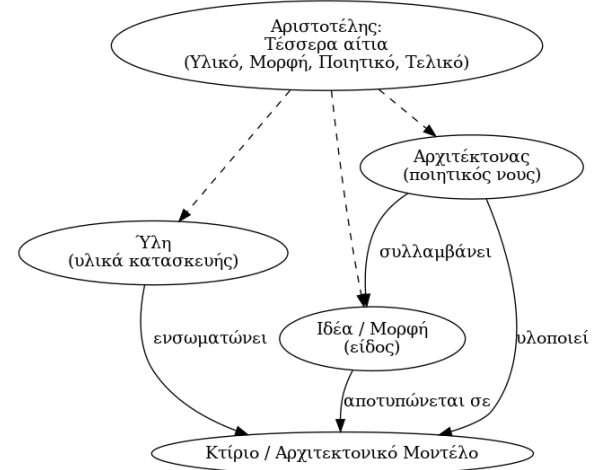 Αριστοτέλης:
Τέσσερα αίτια
(Υλικό, Μορφή, Ποιητικό, Τελικό)
Αρχιτέκτονας
(ποιητικός νους)
Ύλη
(υλικά κατασκευής)
συλλαμβάνει
Ιδέα / Μορφή
(είδος)
ενσωματώνει
υλοποιεί
αποτυπώνεται σε
Κτίριο / Αρχιτεκτονικό Μοντέλο